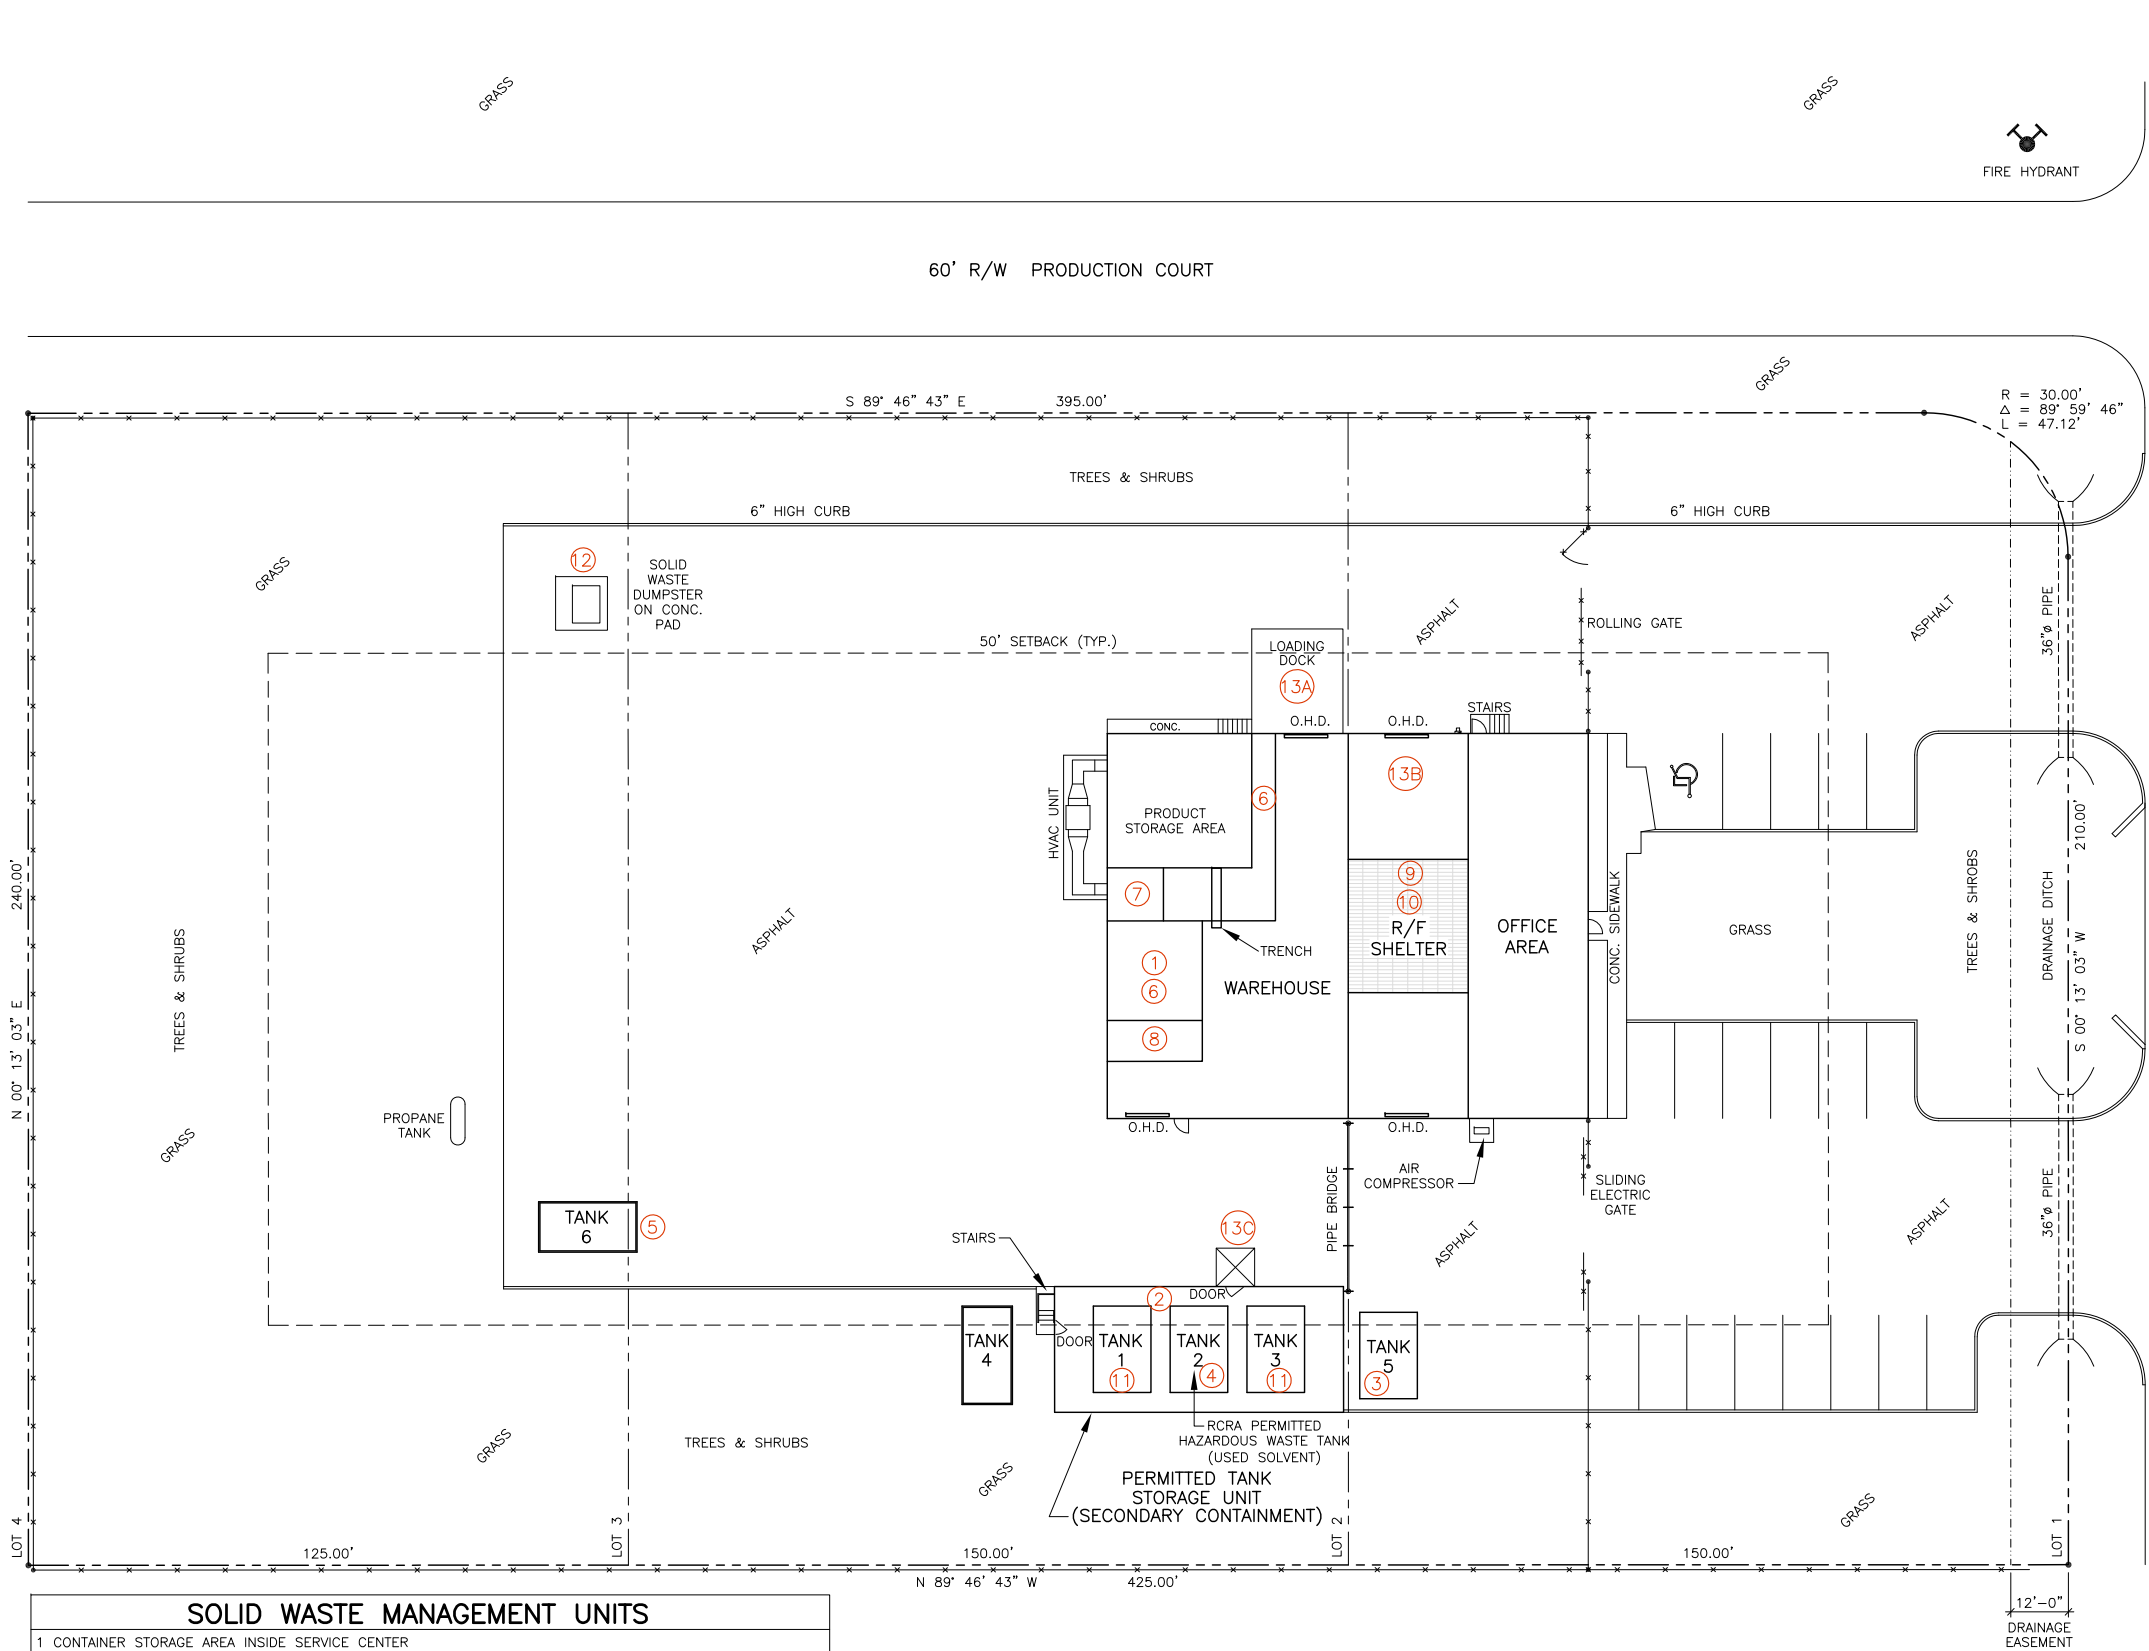 GRASS
GRASS
FIRE HYDRANT
60' R/W PRODUCTION COURT
GRASS
R = 30.00'
Δ = 89° 59' 46"
L = 47.12'
S 89° 46" 43" E 395.00'
TREES & SHRUBS
6" HIGH CURB
6" HIGH CURB
12
SOLID
WASTE
DUMPSTER
ON CONC.
PAD
GRASS
ASPHALT
ROLLING GATE
ASPHALT
36"ø PIPE
50' SETBACK (TYP.)
LOADING
DOCK
13A
O.H.D.
O.H.D.
STAIRS
CONC.
13B
HVAC UNIT
PRODUCT
STORAGE AREA
6
7
9
10
R/F
SHELTER
OFFICE
AREA
CONC. SIDEWALK
GRASS
TREES & SHROBS
DRAINAGE DITCH
210.00'
S 00° 13' 03" W
240.00'
N 00° 13' 03" E
TREES & SHRUBS
ASPHALT
TRENCH
1
6
WAREHOUSE
8
PROPANE
TANK
GRASS
O.H.D.
O.H.D.
AIR
COMPRESSOR
PIPE BRIDGE
SLIDING
ELECTRIC
GATE
ASPHALT
ASPHALT
36"ø PIPE
TANK
6
5
STAIRS
13C
2
DOOR
DOOR
TANK
4
TANK
1
11
TANK
2
4
TANK
3
11
TANK
5
3
RCRA PERMITTED
HAZARDOUS WASTE TANK
(USED SOLVENT)
PERMITTED TANK
STORAGE UNIT
(SECONDARY CONTAINMENT)
GRASS
TREES & SHRUBS
GRASS
GRASS
LOT 4
LOT 3
LOT 2
LOT 1
125.00'
150.00'
150.00'
N 89° 46' 43" W 425.00'
12'-0"
DRAINAGE
EASEMENT
SOLID WASTE MANAGEMENT UNITS
1 CONTAINER STORAGE AREA INSIDE SERVICE CENTER